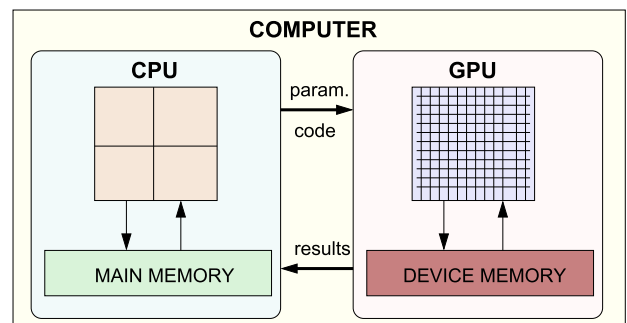 COMPUTER
CPU
GPU
param.
code
results
MAIN MEMORY
DEVICE MEMORY